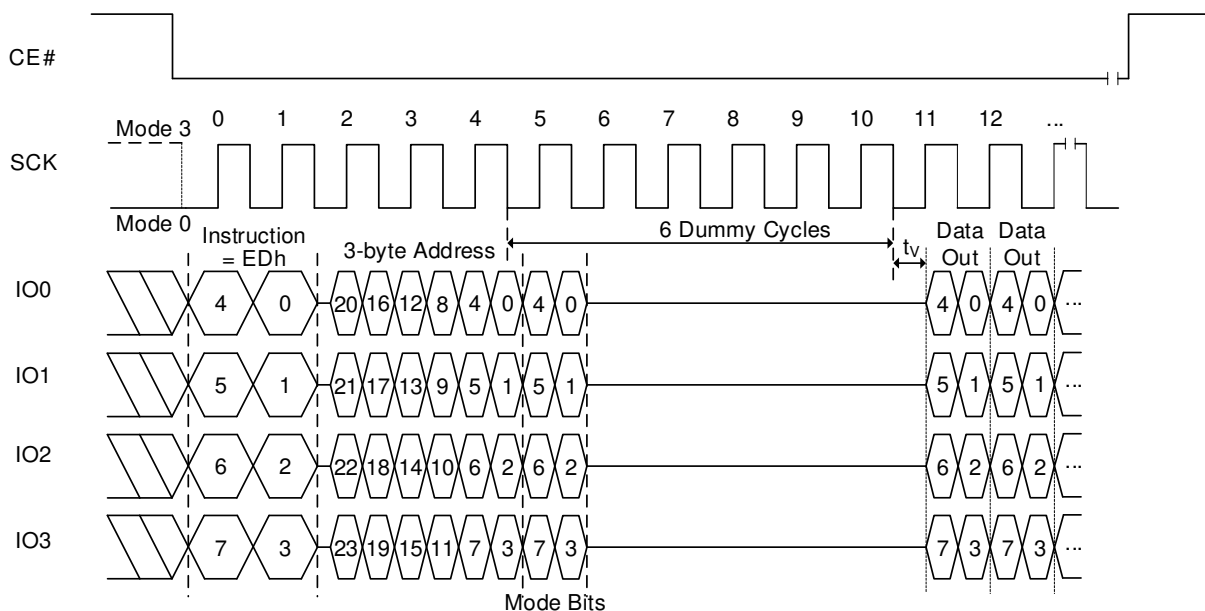 CE#
0 1 2 3 4 5 6 7 8 9 10 11 12 ...
Mode 3
SCK
Mode 0
6 Dummy Cycles
Instruction
= EDh
3-byte Address
tV
Data
Out
Data
Out
IO0
4 0 20 16 12 8 4 0 4 0 4 0 4 0 ...
IO1
5 1 21 17 13 9 5 1 5 1 5 1 5 1 ...
IO2
6 2 22 18 14 10 6 2 6 2 6 2 6 2 ...
IO3
7 3 23 19 15 11 7 3 7 3 7 3 7 3 ...
Mode Bits